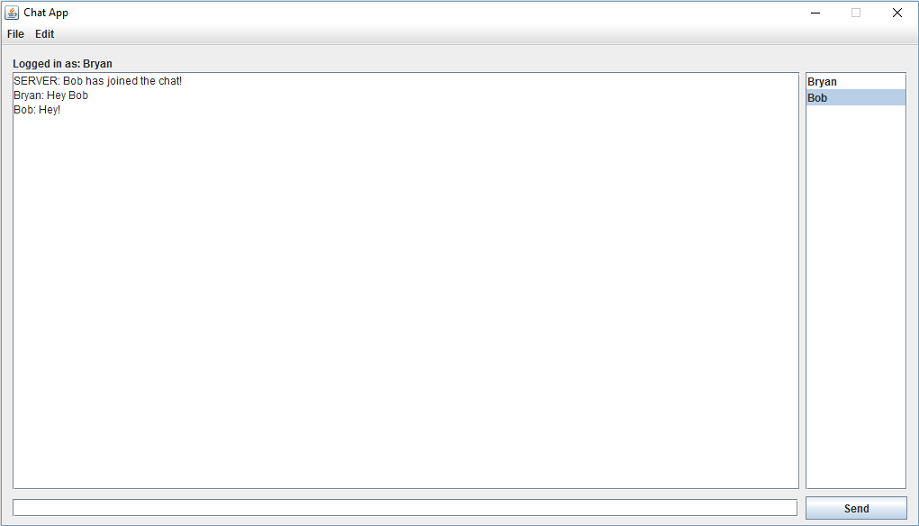 Chat App
File Edit
Logged in as: Bryan
SERVER: Bob has joined the chat!
Bryan: Hey Bob
Bob: Hey!
Bryan
Bob
Send